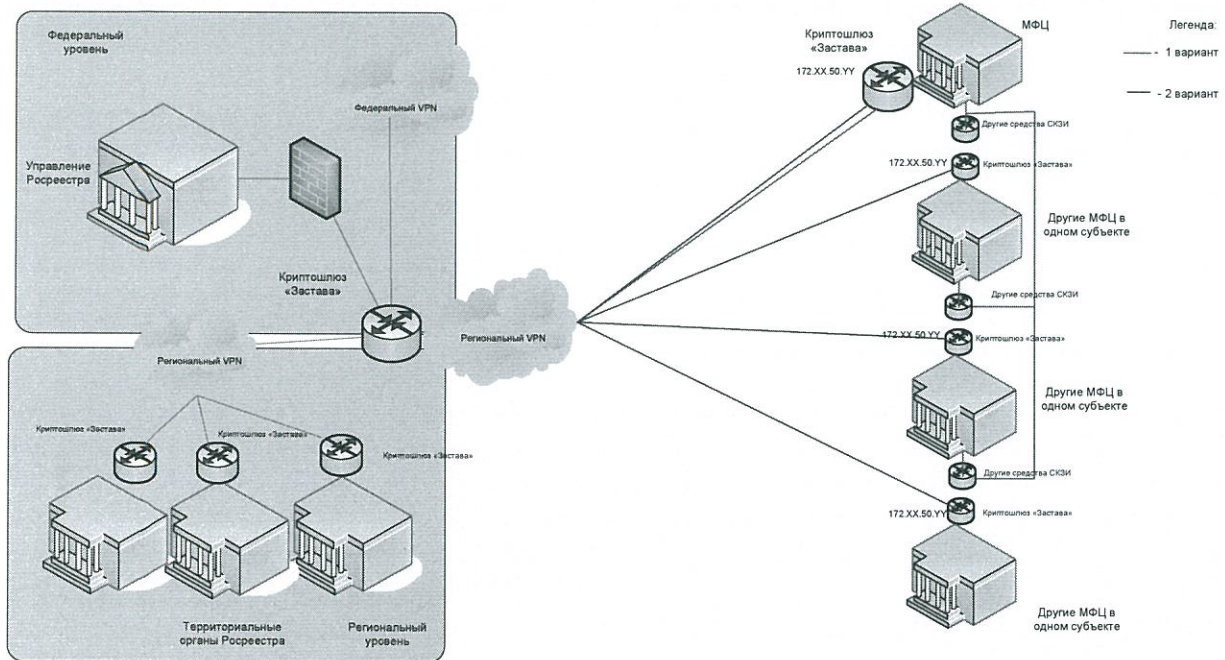 Федеральный
уровень
Федеральный VPN
Управление
Росреестра
Криптошлюз
«Застава»
Региональный VPN
Региональный VPN
Криптошлюз «Застава»
Криптошлюз «Застава»
Криптошлюз «Застава»
Территориальные
органы Росреестра
Региональный
уровень
Криптошлюз
«Застава»
172.XX.50.YY
МФЦ
Легенда:
- 1 вариант
- 2 вариант
Другие средства СКЗИ
172.XX.50.YY
Криптошлюз «Застава»
Другие МФЦ в
одном субъекте
Другие средства СКЗИ
172.XX.50.YY
Криптошлюз «Застава»
Другие МФЦ в
одном субъекте
Другие средства СКЗИ
172.XX.50.YY
Криптошлюз «Застава»
Другие МФЦ в
одном субъекте